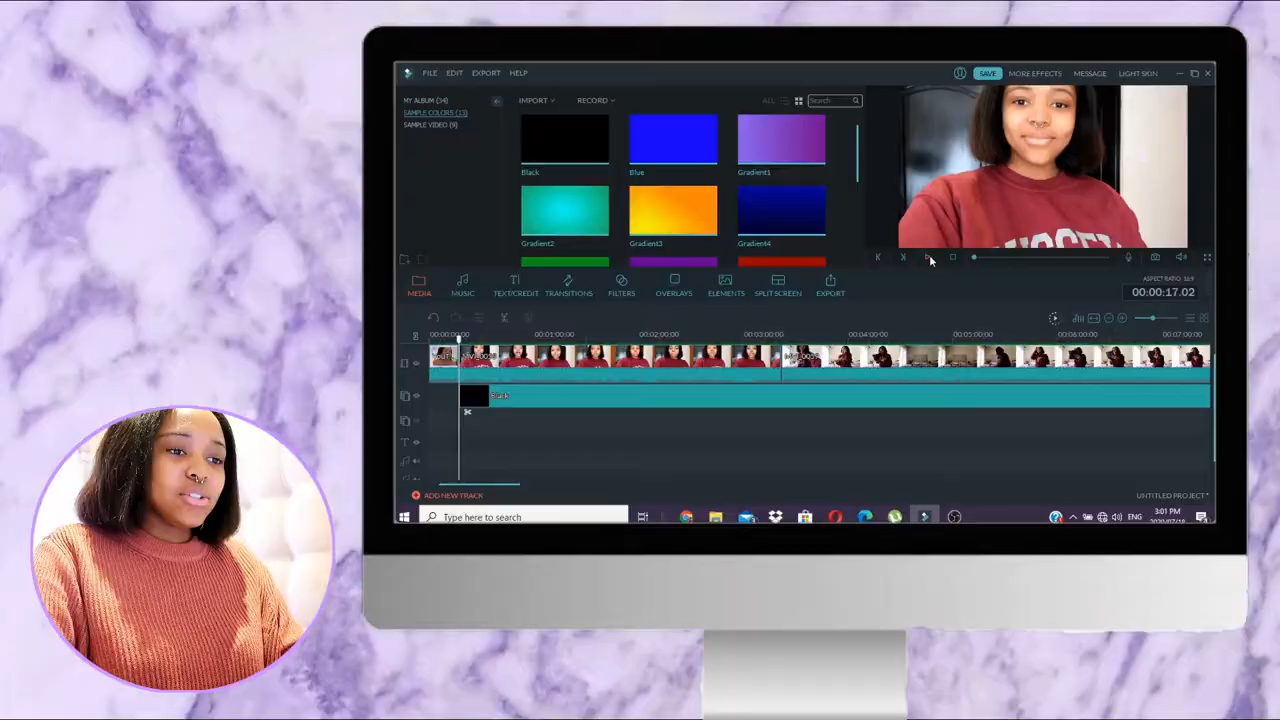 FILE EDIT EXPORT HELP
SAVE MORE EFFECTS MESSAGE LIGHT SKIN
MY ALBUM (34)
SAMPLE COLORS (13)
SAMPLE VIDEO (9)
IMPORT RECORD
ALL Search
Black Blue Gradient1
Gradient2 Gradient3 Gradient4
MEDIA MUSIC TEXT/CREDIT TRANSITIONS FILTERS OVERLAYS ELEMENTS SPLIT SCREEN EXPORT
ASPECT RATIO: 16:9
00:00:17.02
00:00:00:00 00:01:00:00 00:02:00:00 00:03:00:00 00:04:00:00 00:05:00:00 00:06:00:00 00:07:00:00
Black
ADD NEW TRACK
UNTITLED PROJECT*
Type here to search
ENG
3:01 PM